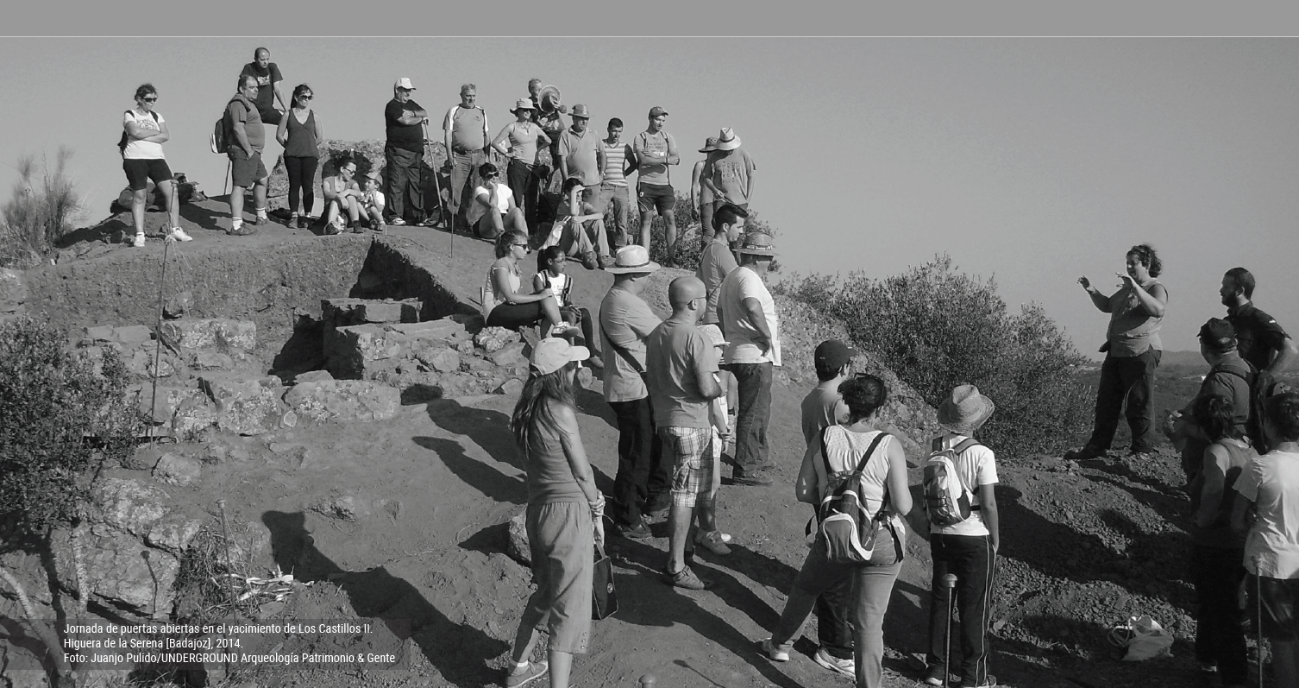 Jornada de puertas abiertas en el yacimiento de Los Castillos II.
Higuera de la Serena [Badajoz], 2014.
Foto: Juanjo Pulido/UNDERGROUND Arqueología Patrimonio & Gente